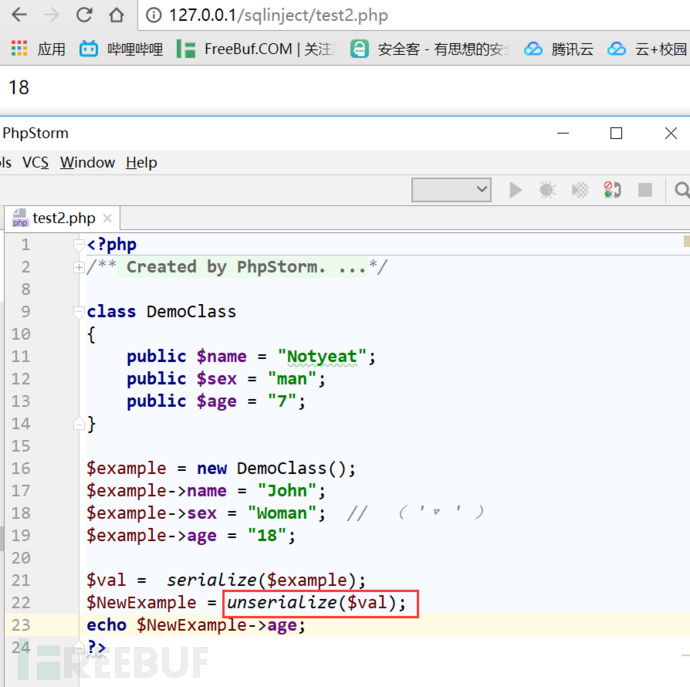 127.0.0.1/sqlinject/test2.php
应用 哔哩哔哩 FreeBuf.COM | 关注 安全客 - 有思想的安 腾讯云 云+校园
18
PhpStorm
ls VCS Window Help
test2.php
1 <?php
2 /** Created by PhpStorm. ...*/
8
9 class DemoClass
10 {
11 public $name = "Notyeat";
12 public $sex = "man";
13 public $age = "7";
14 }
15
16 $example = new DemoClass();
17 $example->name = "John";
18 $example->sex = "Woman"; // ( ' ▿ ' )
19 $example->age = "18";
20
21 $val = serialize($example);
22 $NewExample = unserialize($val);
23 echo $NewExample->age;
24 ?>
FREEBUF